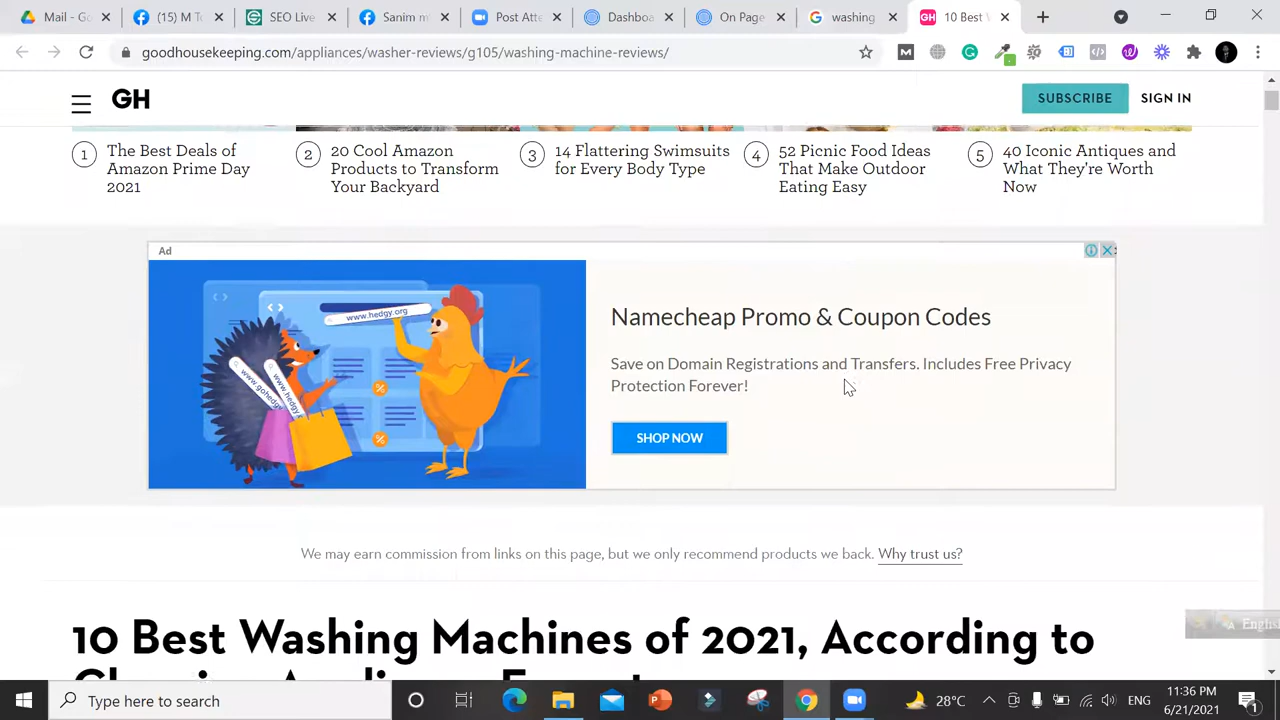 Mail - G
(15) M T
SEO Live
Sanim m
Post Atte
Dashbo
On Page
washing
GH
10 Best W
goodhousekeeping.com/appliances/washer-reviews/g105/washing-machine-reviews/
GH
SUBSCRIBE
SIGN IN
1
The Best Deals of
Amazon Prime Day
2021
2
20 Cool Amazon
Products to Transform
Your Backyard
3
14 Flattering Swimsuits
for Every Body Type
4
52 Picnic Food Ideas
That Make Outdoor
Eating Easy
5
40 Iconic Antiques and
What They're Worth
Now
Ad
www.hedgy.org
Namecheap Promo & Coupon Codes
Save on Domain Registrations and Transfers. Includes Free Privacy
Protection Forever!
SHOP NOW
We may earn commission from links on this page, but we only recommend products we back. Why trust us?
10 Best Washing Machines of 2021, According to
English
Type here to search
28°C
ENG
11:36 PM
6/21/2021
1